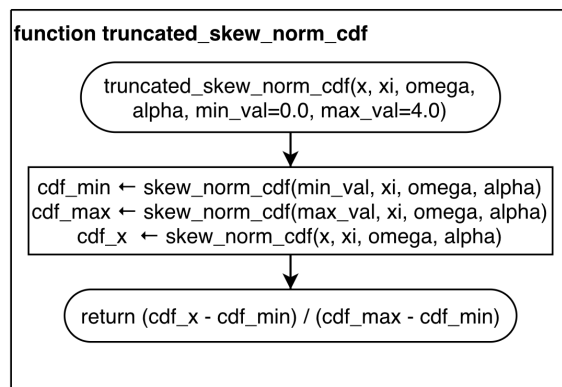 function truncated_skew_norm_cdf
truncated_skew_norm_cdf(x, xi, omega,
alpha, min_val=0.0, max_val=4.0)
cdf_min ← skew_norm_cdf(min_val, xi, omega, alpha)
cdf_max ← skew_norm_cdf(max_val, xi, omega, alpha)
cdf_x ← skew_norm_cdf(x, xi, omega, alpha)
return (cdf_x - cdf_min) / (cdf_max - cdf_min)